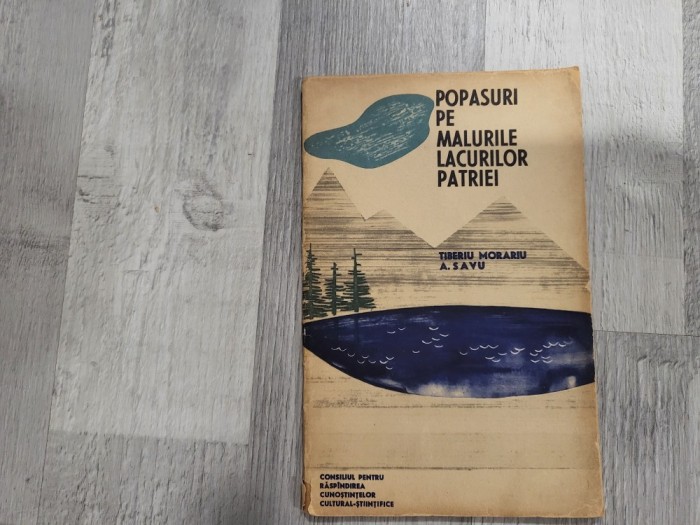 POPASURI
PE
MALURILE
LACURILOR
PATRIEI
TIBERIU MORARIU
A. SAVU
CONSILIUL PENTRU
RĂSPÎNDIREA
CUNOȘTINȚELOR
CULTURAL-ȘTIINȚIFICE